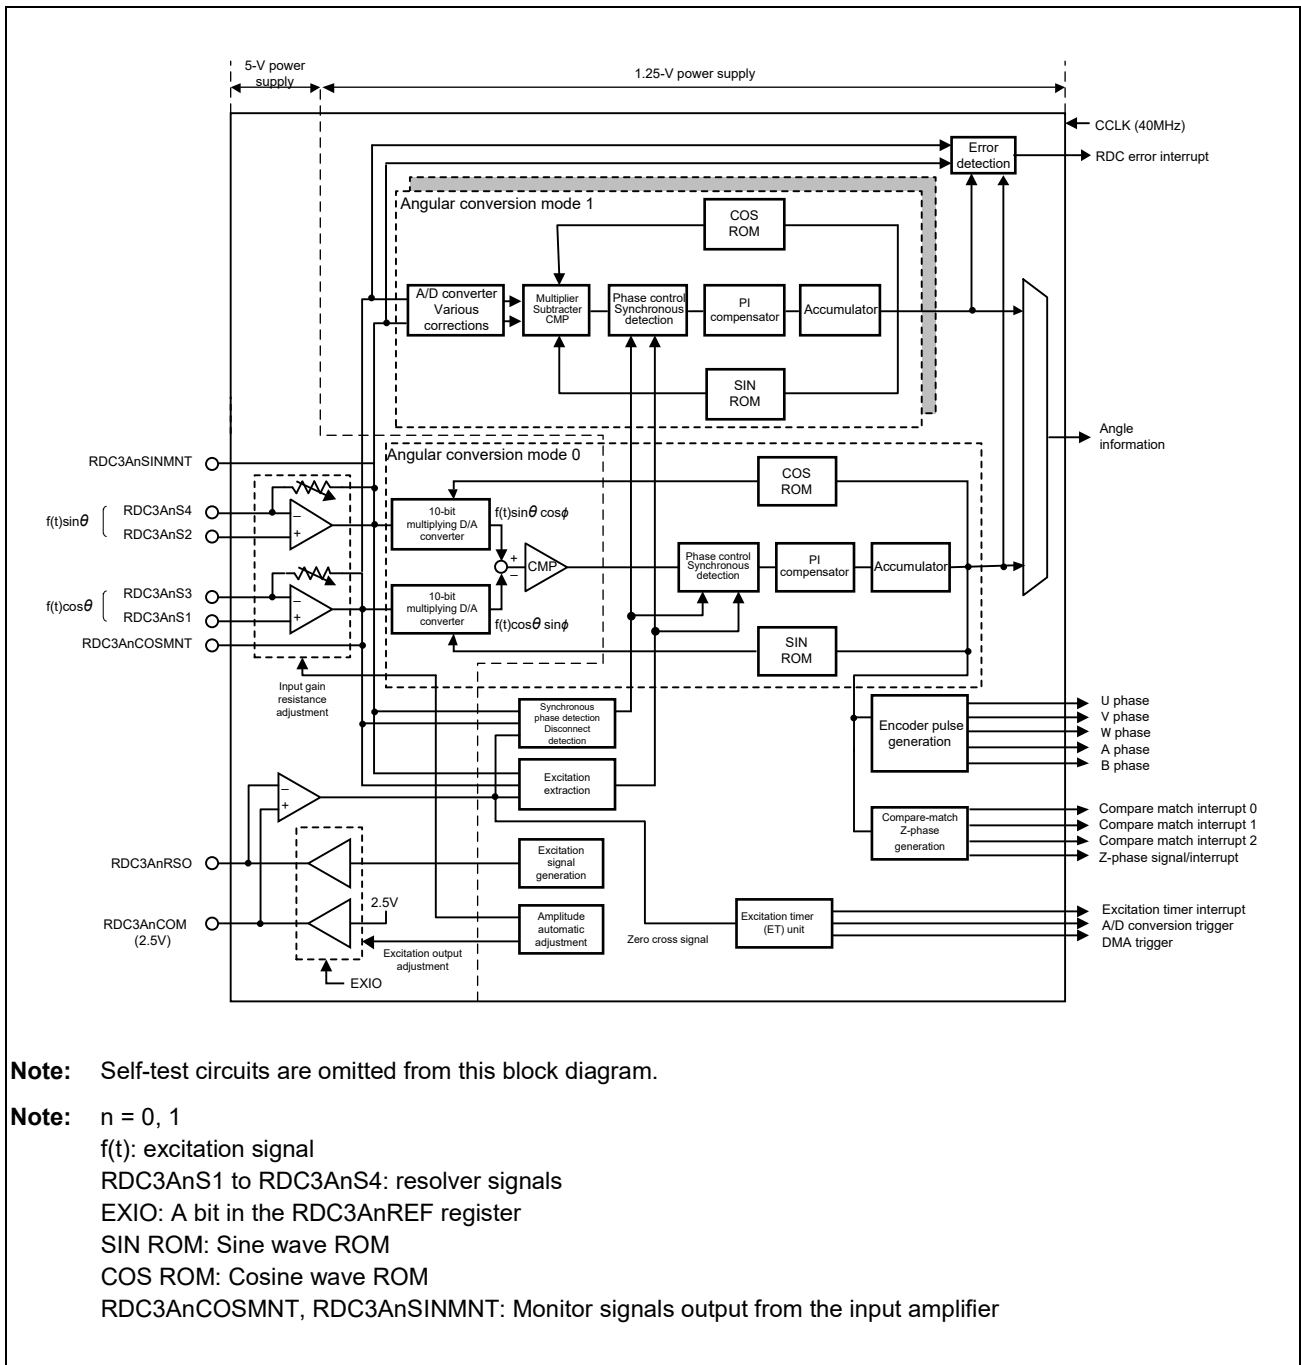 5-V power
supply
1.25-V power supply
CCLK (40MHz)
Error
detection
RDC error interrupt
Angular conversion mode 1
COS
ROM
A/D converter
Various
corrections
Multiplier
Subtracter
CMP
Phase control
Synchronous
detection
PI
compensator
Accumulator
SIN
ROM
Angle
information
Angular conversion mode 0
RDC3AnSINMNT
COS
ROM
f(t)sinθ
RDC3AnS4
RDC3AnS2
–
+
10-bit
multiplying D/A
converter
f(t)sinθ cosϕ
+
–
CMP
Phase control
Synchronous
detection
PI
compensator
Accumulator
f(t)cosθ
RDC3AnS3
RDC3AnS1
–
+
10-bit
multiplying D/A
converter
f(t)cosθ sinϕ
RDC3AnCOSMNT
SIN
ROM
Input gain
resistance
adjustment
Synchronous
phase detection
Disconnect
detection
Encoder pulse
generation
U phase
V phase
W phase
A phase
B phase
Excitation
extraction
–
+
Compare-match
Z-phase
generation
Compare match interrupt 0
Compare match interrupt 1
Compare match interrupt 2
Z-phase signal/interrupt
RDC3AnRSO
Excitation
signal
generation
2.5V
RDC3AnCOM
(2.5V)
Amplitude
automatic
adjustment
Zero cross signal
Excitation timer
(ET) unit
Excitation timer interrupt
A/D conversion trigger
DMA trigger
Excitation output
adjustment
EXIO
Note: Self-test circuits are omitted from this block diagram.
Note: n = 0, 1
f(t): excitation signal
RDC3AnS1 to RDC3AnS4: resolver signals
EXIO: A bit in the RDC3AnREF register
SIN ROM: Sine wave ROM
COS ROM: Cosine wave ROM
RDC3AnCOSMNT, RDC3AnSINMNT: Monitor signals output from the input amplifier